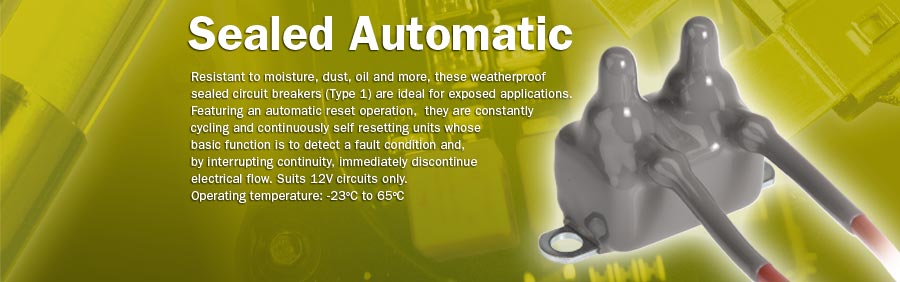 Sealed Automatic
Resistant to moisture, dust, oil and more, these weatherproof
sealed circuit breakers (Type 1) are ideal for exposed applications.
Featuring an automatic reset operation,  they are constantly
cycling and continuously self resetting units whose
basic function is to detect a fault condition and,
by interrupting continuity, immediately discontinue
electrical flow. Suits 12V circuits only.
Operating temperature: -23ºC to 65ºC